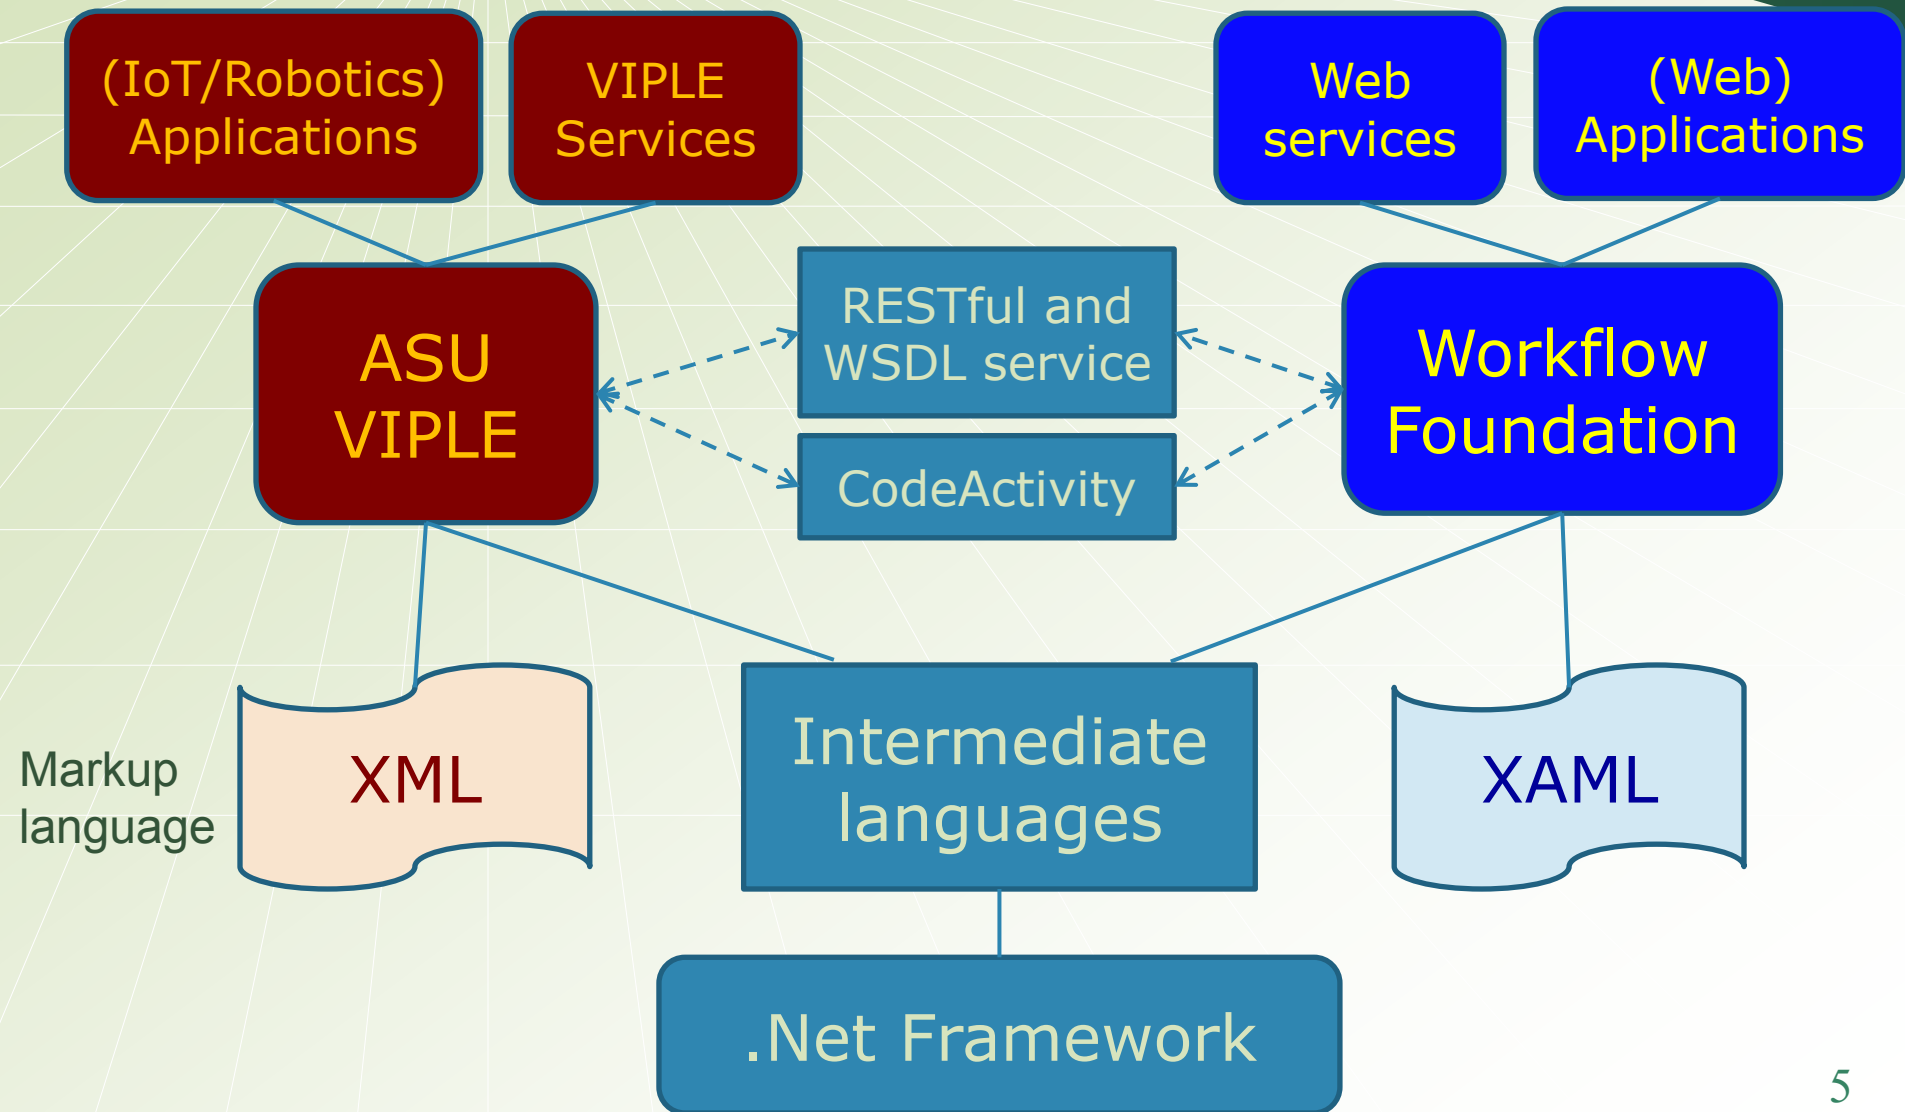 (IoT/Robotics)
Applications
VIPLE
Services
Web
services
(Web)
Applications
ASU
VIPLE
RESTful and
WSDL service
CodeActivity
Workflow
Foundation
Markup
language
XML
Intermediate
languages
XAML
.Net Framework
5